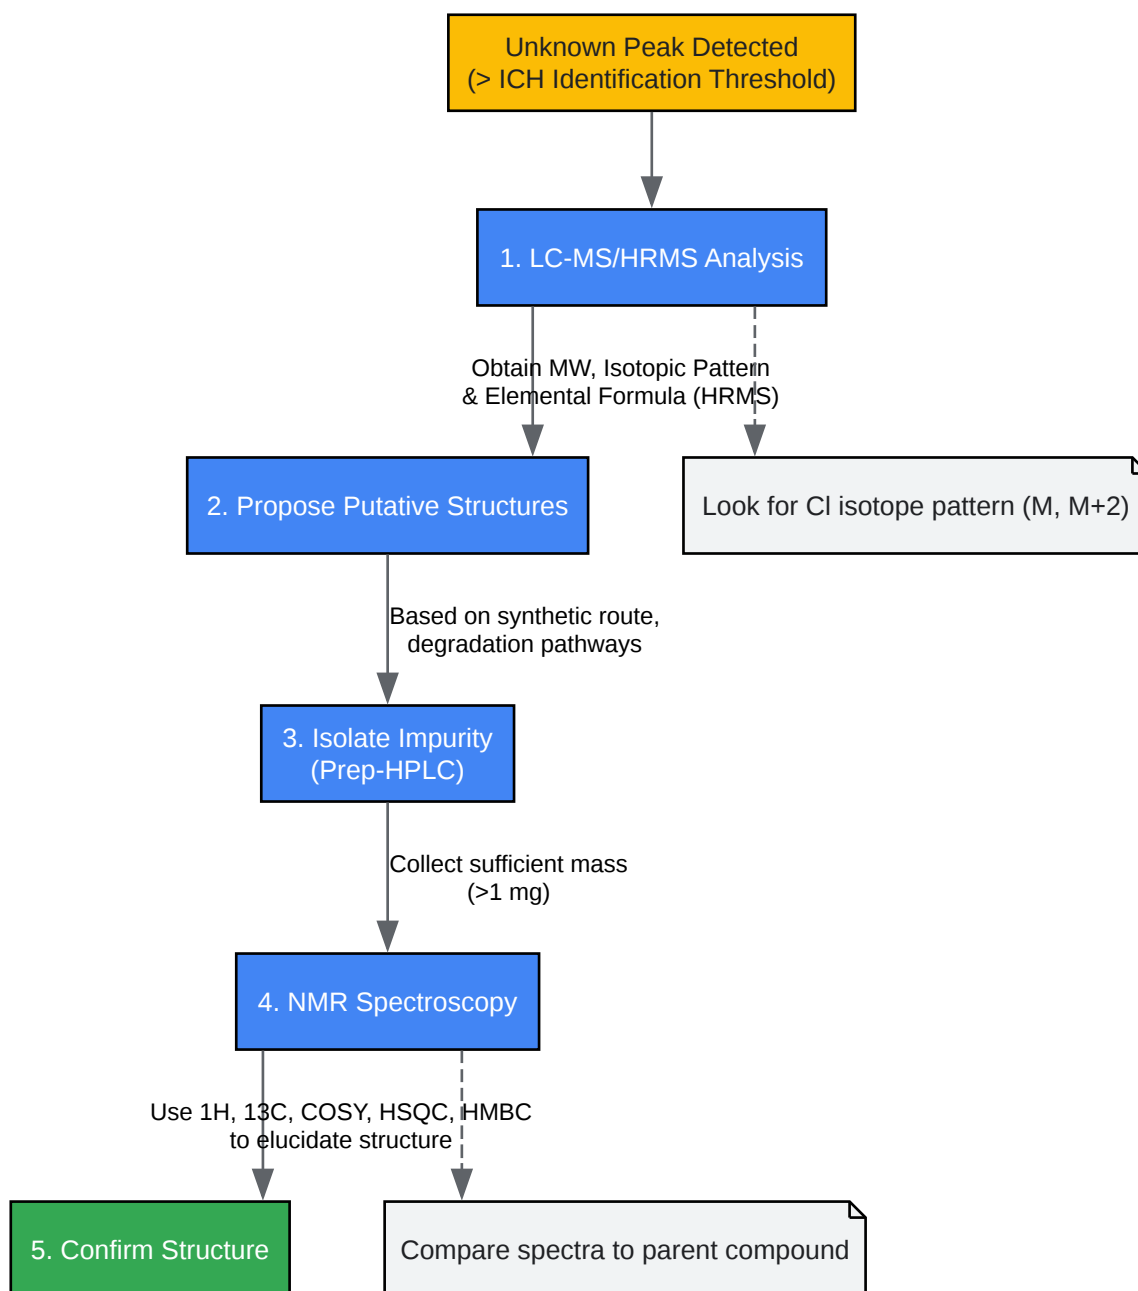 Unknown Peak Detected
(> ICH Identification Threshold)
1. LC-MS/HRMS Analysis
Obtain MW, Isotopic Pattern
& Elemental Formula (HRMS)
2. Propose Putative Structures
Look for Cl isotope pattern (M, M+2)
Based on synthetic route,
degradation pathways
3. Isolate Impurity
(Prep-HPLC)
Collect sufficient mass
(>1 mg)
4. NMR Spectroscopy
Use 1H, 13C, COSY, HSQC, HMBC
to elucidate structure
5. Confirm Structure
Compare spectra to parent compound